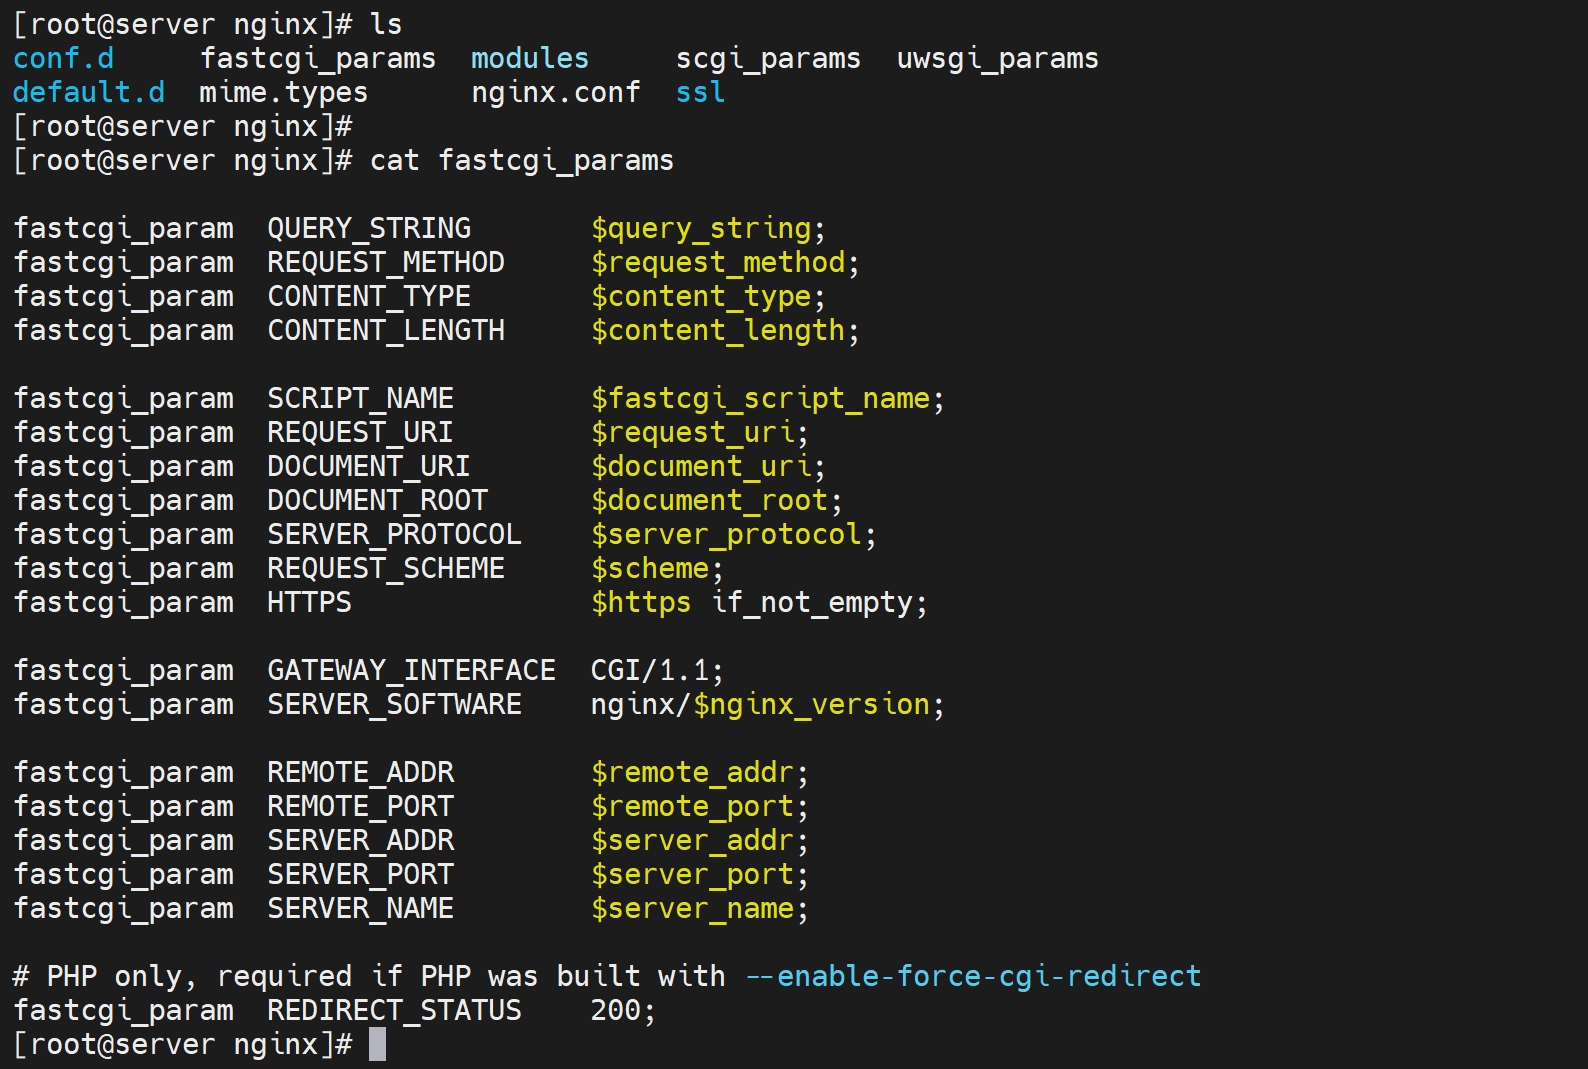 [root@server nginx]# ls
conf.d     fastcgi_params  modules     scgi_params  uwsgi_params
default.d  mime.types      nginx.conf  ssl
[root@server nginx]#
[root@server nginx]# cat fastcgi_params

fastcgi_param  QUERY_STRING       $query_string;
fastcgi_param  REQUEST_METHOD     $request_method;
fastcgi_param  CONTENT_TYPE       $content_type;
fastcgi_param  CONTENT_LENGTH     $content_length;

fastcgi_param  SCRIPT_NAME        $fastcgi_script_name;
fastcgi_param  REQUEST_URI        $request_uri;
fastcgi_param  DOCUMENT_URI       $document_uri;
fastcgi_param  DOCUMENT_ROOT      $document_root;
fastcgi_param  SERVER_PROTOCOL    $server_protocol;
fastcgi_param  REQUEST_SCHEME     $scheme;
fastcgi_param  HTTPS              $https if_not_empty;

fastcgi_param  GATEWAY_INTERFACE  CGI/1.1;
fastcgi_param  SERVER_SOFTWARE    nginx/$nginx_version;

fastcgi_param  REMOTE_ADDR        $remote_addr;
fastcgi_param  REMOTE_PORT        $remote_port;
fastcgi_param  SERVER_ADDR        $server_addr;
fastcgi_param  SERVER_PORT        $server_port;
fastcgi_param  SERVER_NAME        $server_name;

# PHP only, required if PHP was built with --enable-force-cgi-redirect
fastcgi_param  REDIRECT_STATUS    200;
[root@server nginx]#